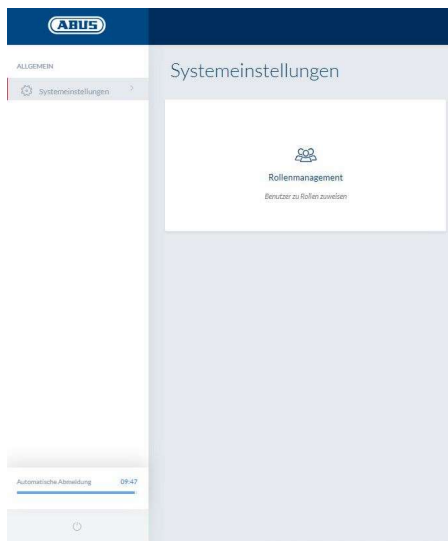 ABUS
ALLGEMEIN
Systemeinstellungen
Systemeinstellungen
Rollenmanagement
Benutzer zu Rollen zuweisen
Automatische Abmeldung 09:47